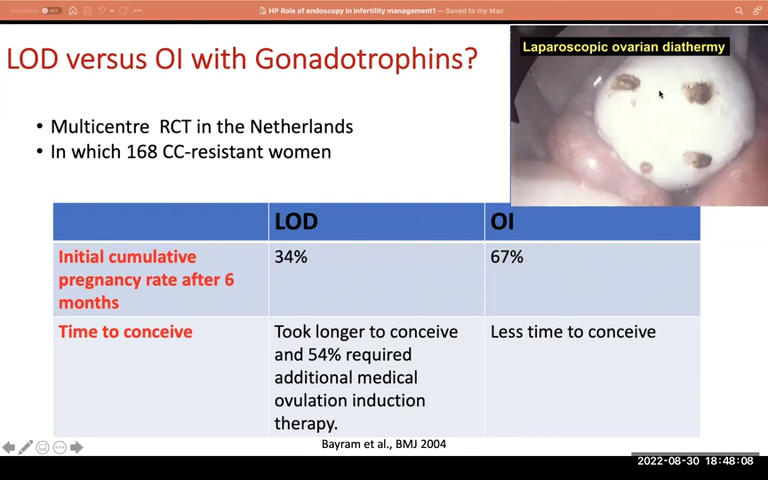 AutoSave OFF
HP Role of endoscopy in infertility management1 — Saved to my Mac
LOD versus OI with Gonadotrophins?
Laparoscopic ovarian diathermy
• Multicentre RCT in the Netherlands
• In which 168 CC-resistant women
LOD
OI
Initial cumulative
pregnancy rate after 6
months
34%
67%
Time to conceive
Took longer to conceive
and 54% required
additional medical
ovulation induction
therapy.
Less time to conceive
Bayram et al., BMJ 2004
2022-08-30 18:48:08